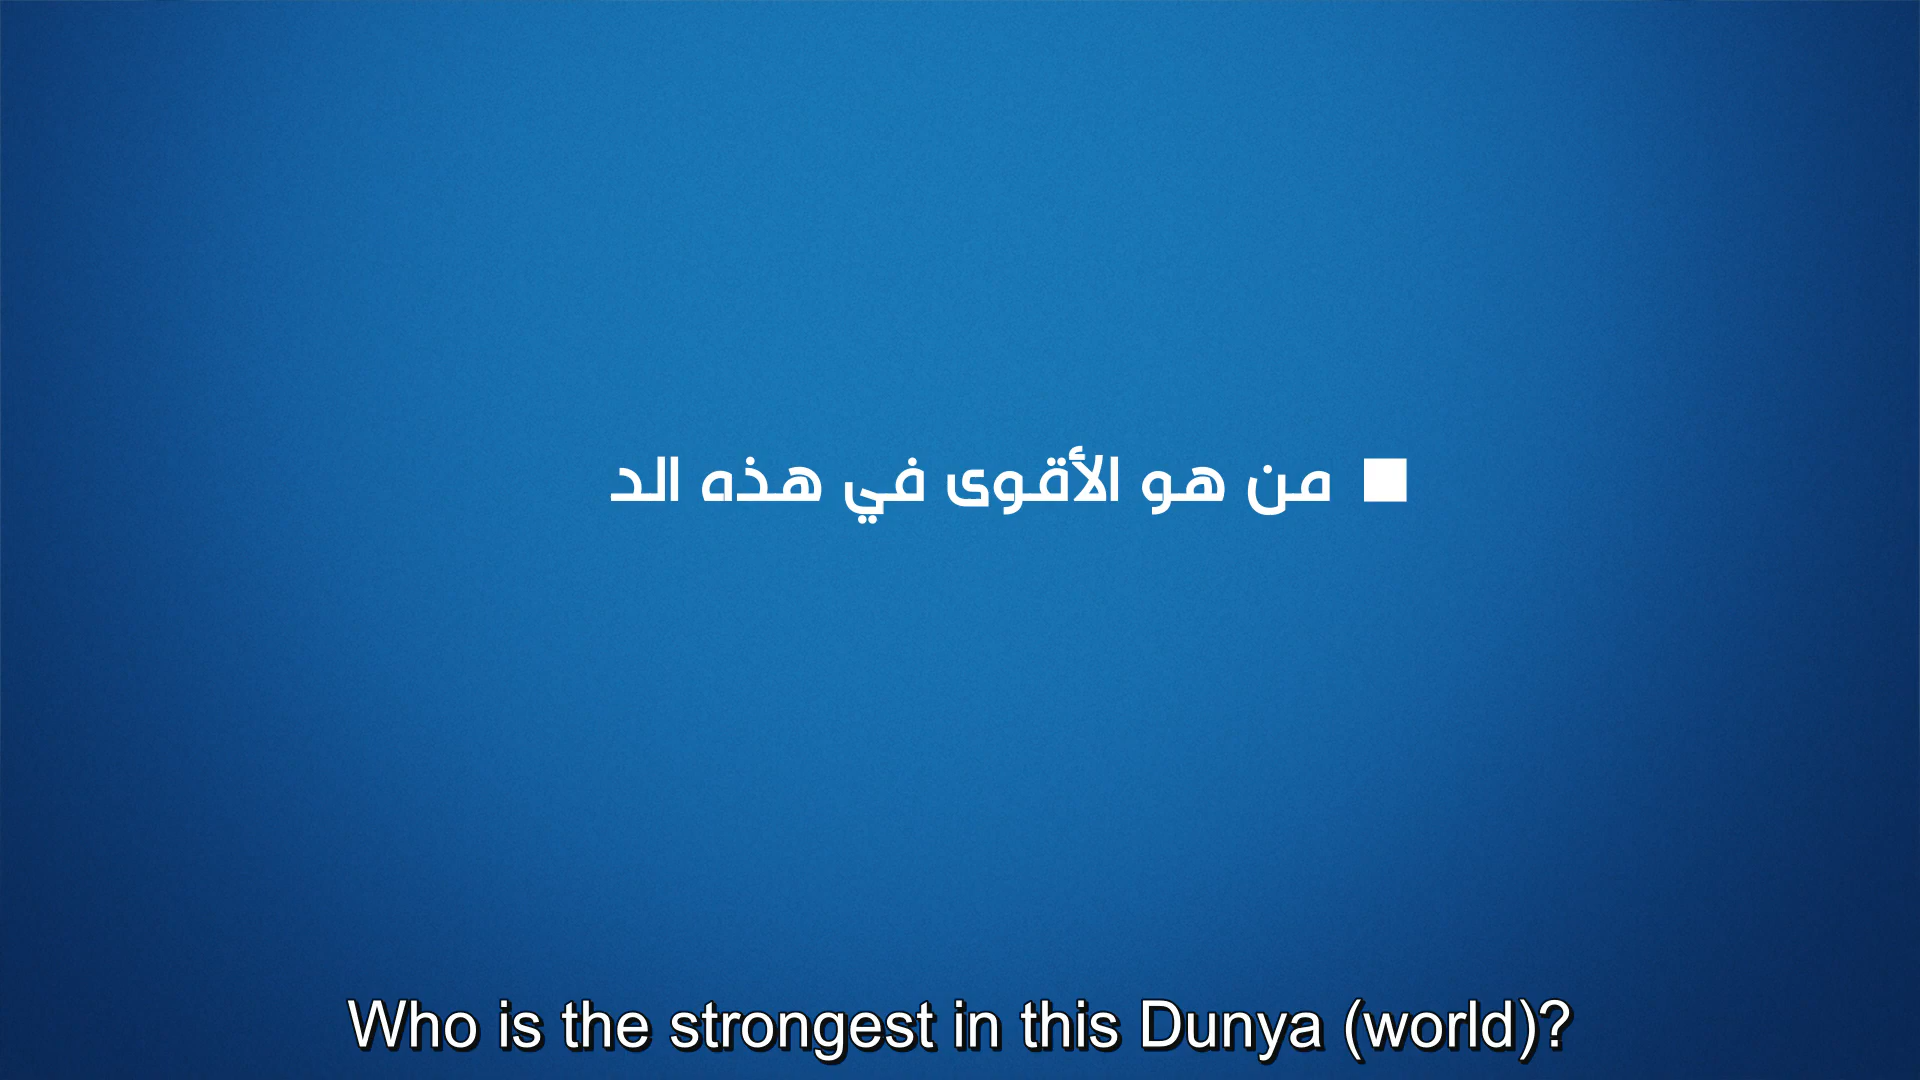 ■ من هو الأقوى في هذه الد
Who is the strongest in this Dunya (world)?